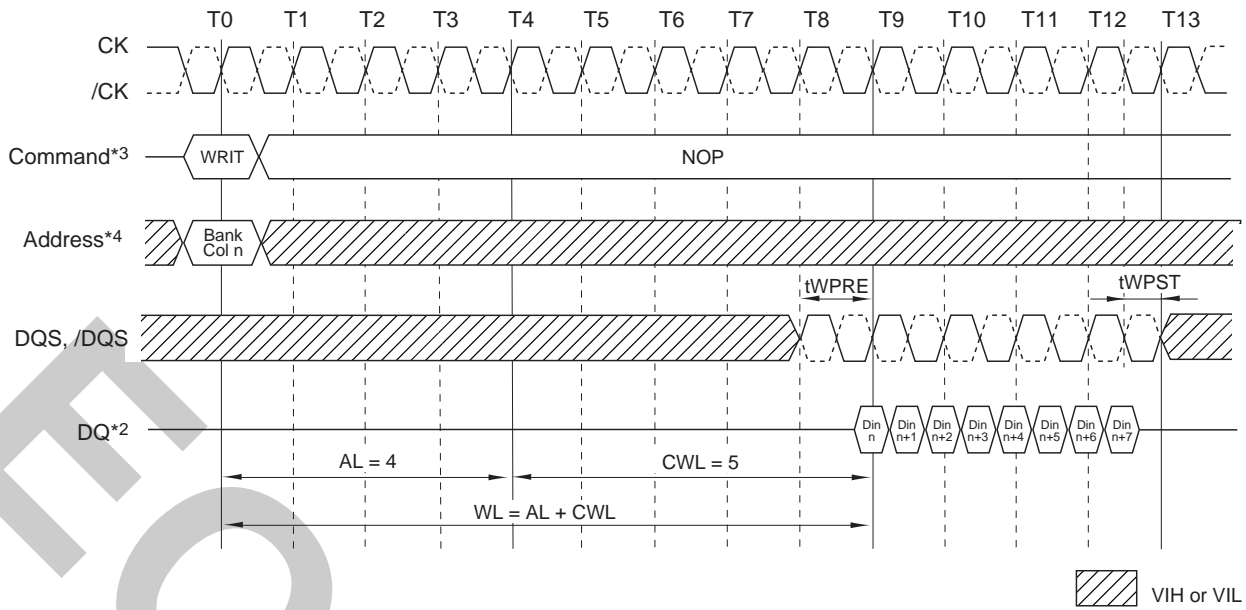 T0 T1 T2 T3 T4 T5 T6 T7 T8 T9 T10 T11 T12 T13
CK
/CK
Command*3
WRIT
NOP
Address*4
Bank
Col n
tWPRE
tWPST
DQS, /DQS
DQ*2
Din
n
Din
n+1
Din
n+2
Din
n+3
Din
n+4
Din
n+5
Din
n+6
Din
n+7
AL = 4
CWL = 5
WL = AL + CWL
VIH or VIL